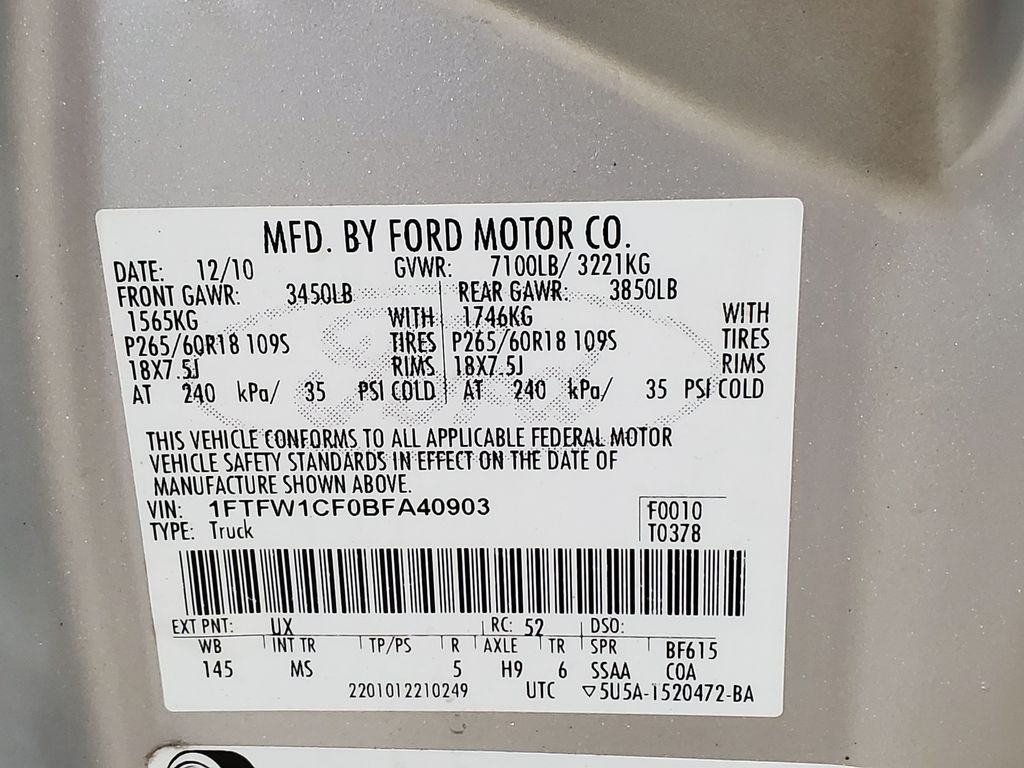 MFD. BY FORD MOTOR CO.
DATE: 12/10 GVWR: 7100LB/ 3221KG
FRONT GAWR: 3450LB REAR GAWR: 3850LB
1565KG WITH 1746KG WITH
P265/60R18 109S TIRES P265/60R18 109S TIRES
18X7.5J RIMS 18X7.5J RIMS
AT 240 kPa/ 35 PSI COLD AT 240 kPa/ 35 PSI COLD
THIS VEHICLE CONFORMS TO ALL APPLICABLE FEDERAL MOTOR
VEHICLE SAFETY STANDARDS IN EFFECT ON THE DATE OF
MANUFACTURE SHOWN ABOVE.
VIN: 1FTFW1CF0BFA40903 F0010
TYPE: Truck T0378
EXT PNT: UX RC: 52 DSO:
WB INT TR TP/PS R AXLE TR SPR BF615
145 MS 5 H9 6 SSAA COA
2201012210249 UTC ▽5U5A-1520472-BA